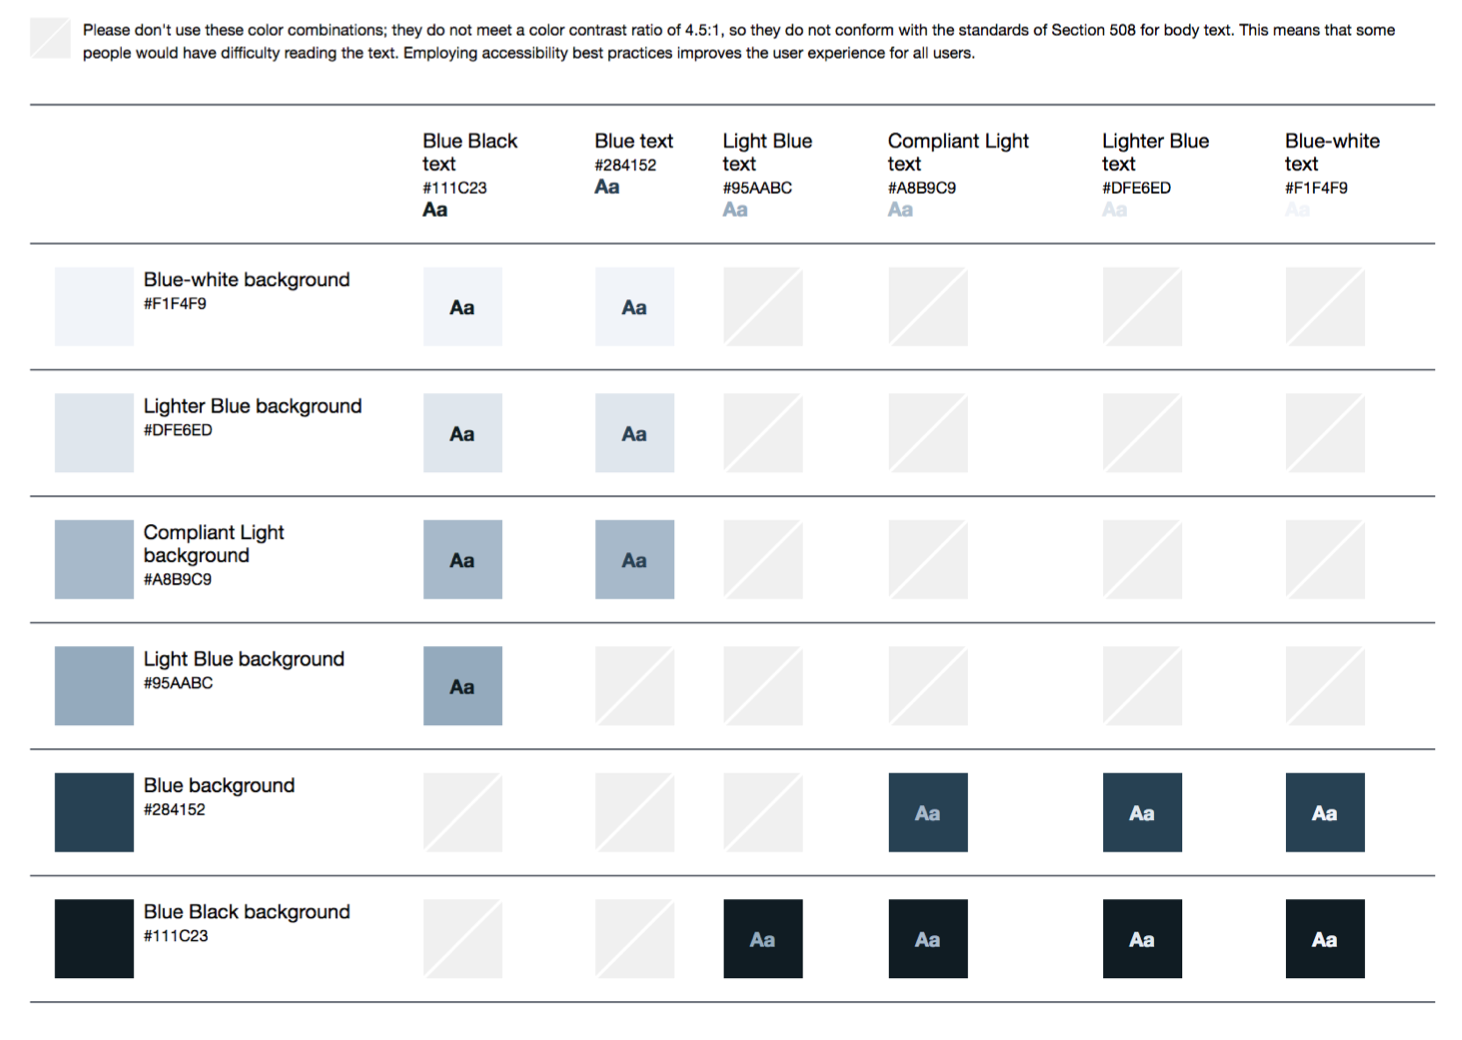 Please don't use these color combinations; they do not meet a color contrast ratio of 4.5:1, so they do not conform with the standards of Section 508 for body text. This means that some
people would have difficulty reading the text. Employing accessibility best practices improves the user experience for all users.
Blue Black
text
#111C23
Aa
Blue text
#284152
Aa
Light Blue
text
#95AABC
Aa
Compliant Light
text
#A8B9C9
Aa
Lighter Blue
text
#DFE6ED
Aa
Blue-white
text
#F1F4F9
Aa
Blue-white background
#F1F4F9
Aa
Aa
Lighter Blue background
#DFE6ED
Aa
Aa
Compliant Light
background
#A8B9C9
Aa
Aa
Light Blue background
#95AABC
Aa
Blue background
#284152
Aa
Aa
Aa
Blue Black background
#111C23
Aa
Aa
Aa
Aa